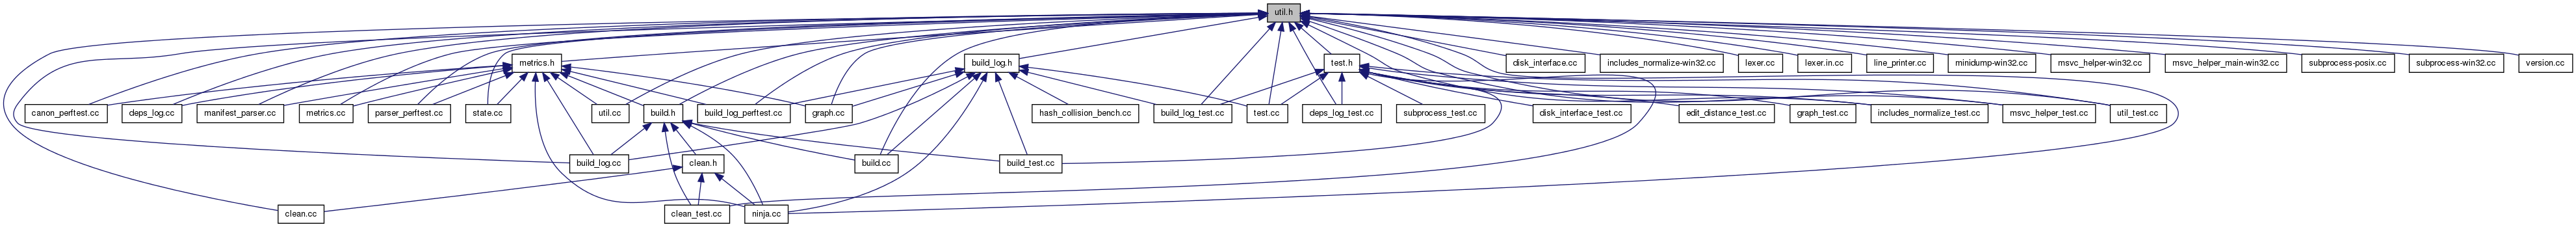 util.h
metrics.h
build_log.h
test.h
disk_interface.cc
includes_normalize-win32.cc
lexer.cc
lexer.in.cc
line_printer.cc
minidump-win32.cc
msvc_helper-win32.cc
msvc_helper_main-win32.cc
subprocess-posix.cc
subprocess-win32.cc
version.cc
canon_perftest.cc
deps_log.cc
manifest_parser.cc
metrics.cc
parser_perftest.cc
state.cc
util.cc
build.h
build_log_perftest.cc
graph.cc
hash_collision_bench.cc
build_log_test.cc
test.cc
deps_log_test.cc
subprocess_test.cc
disk_interface_test.cc
edit_distance_test.cc
graph_test.cc
includes_normalize_test.cc
msvc_helper_test.cc
util_test.cc
build_log.cc
clean.h
build.cc
build_test.cc
clean.cc
clean_test.cc
ninja.cc